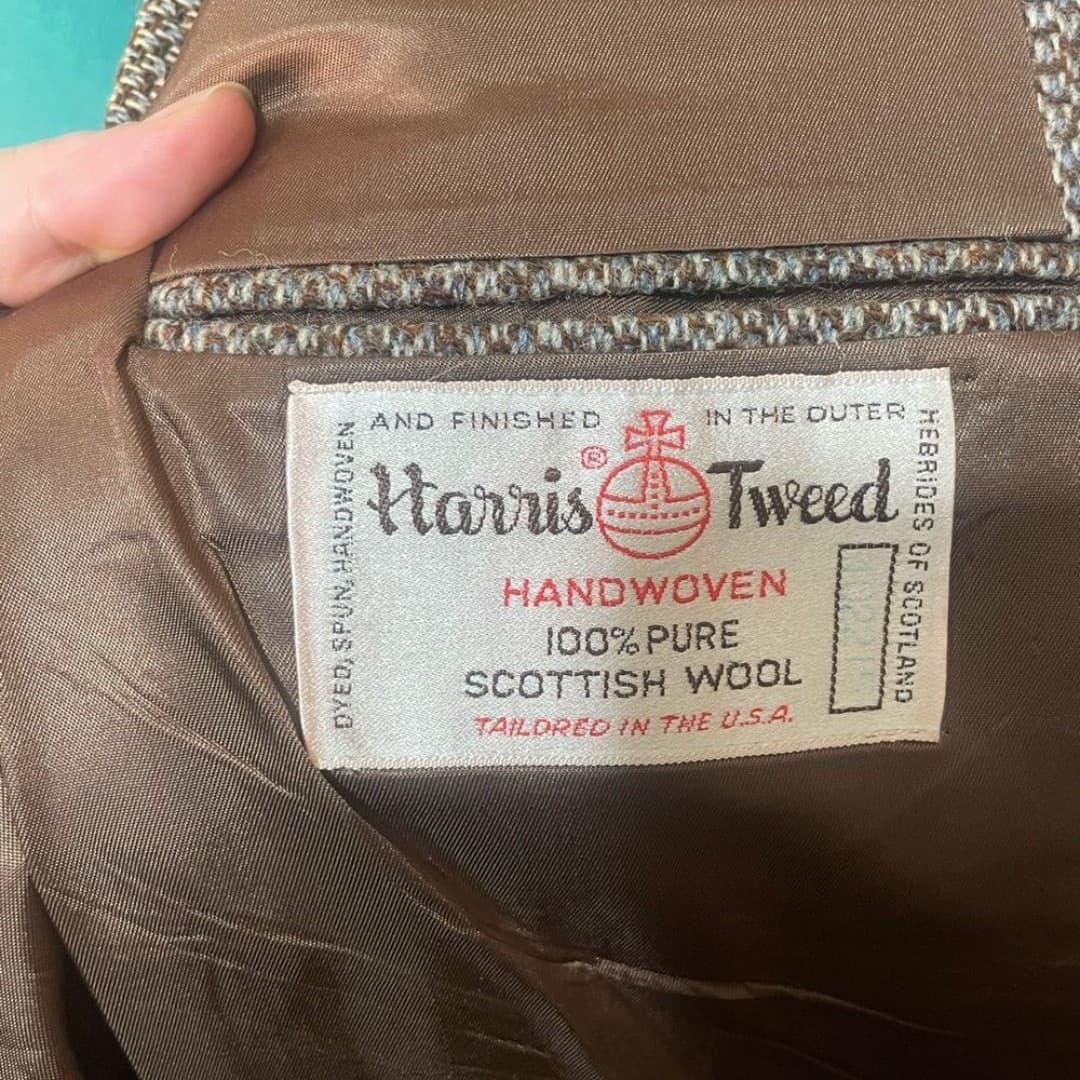 DYED, SPUN, HANDWOVEN
AND FINISHED IN THE OUTER
HEBRIDES OF SCOTLAND
Harris® Tweed
HANDWOVEN
100% PURE
SCOTTISH WOOL
TAILORED IN THE U.S.A.